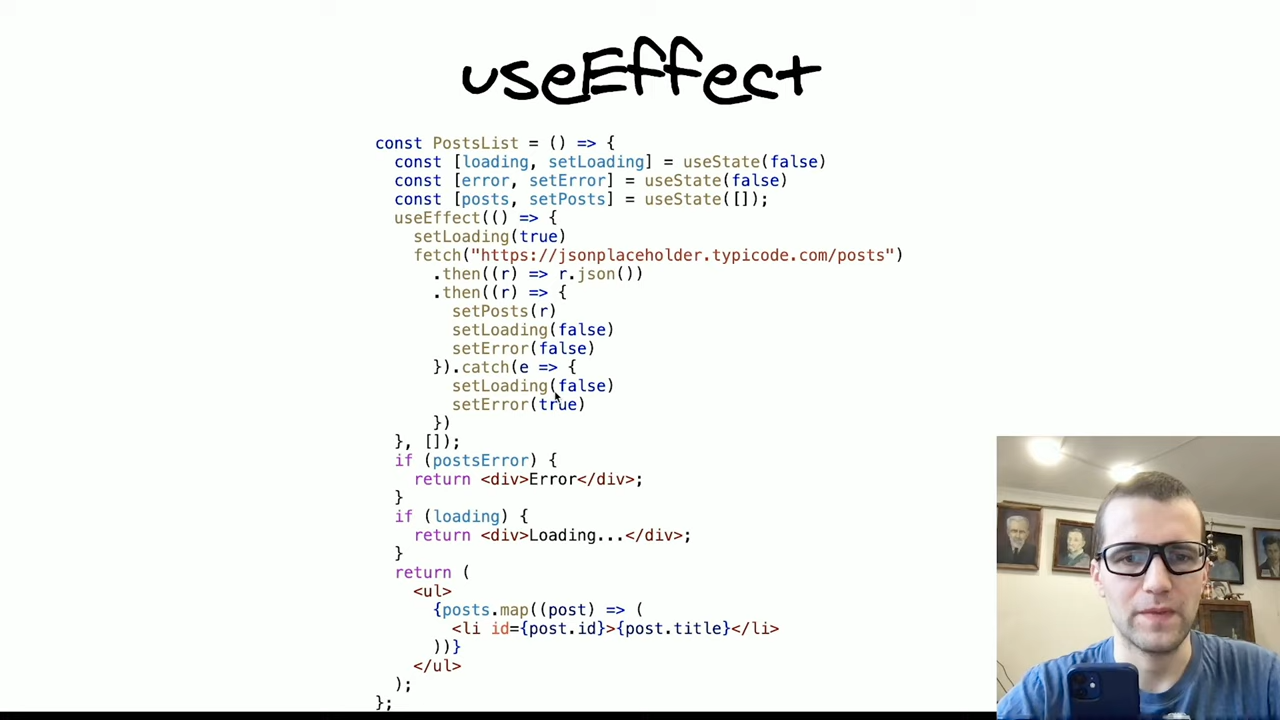 useEffect
const PostsList = () => {
const [loading, setLoading] = useState(false)
const [error, setError] = useState(false)
const [posts, setPosts] = useState([]);
useEffect(() => {
setLoading(true)
fetch("https://jsonplaceholder.typicode.com/posts")
.then((r) => r.json())
.then((r) => {
setPosts(r)
setLoading(false)
setError(false)
}).catch(e => {
setLoading(false)
setError(true)
})
}, []);
if (postsError) {
return <div>Error</div>;
}
if (loading) {
return <div>Loading...</div>;
}
return (
<ul>
{posts.map((post) => (
<li id={post.id}>{post.title}</li>
))}
</ul>
);
};